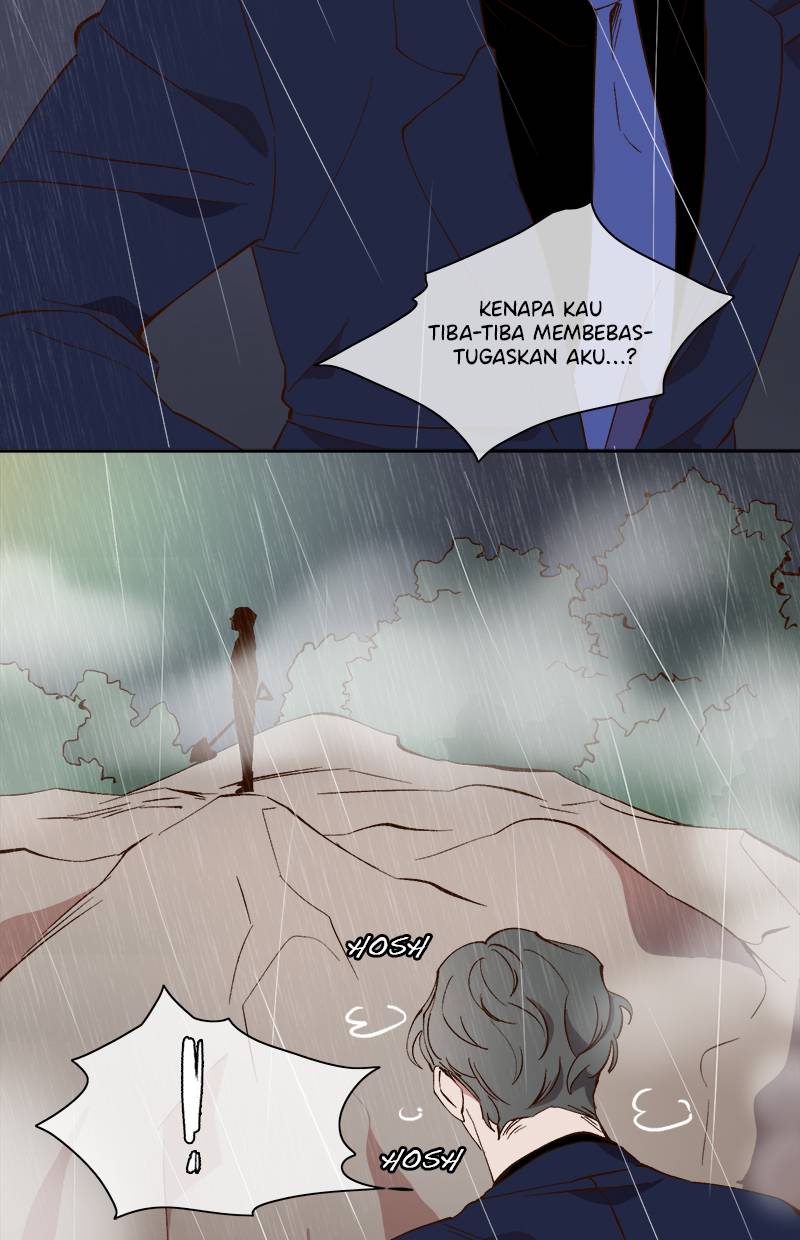 KENAPA KAU
TIBA-TIBA MEMBEBAS-
TUGASKAN AKU...?
HOSH
!
HOSH